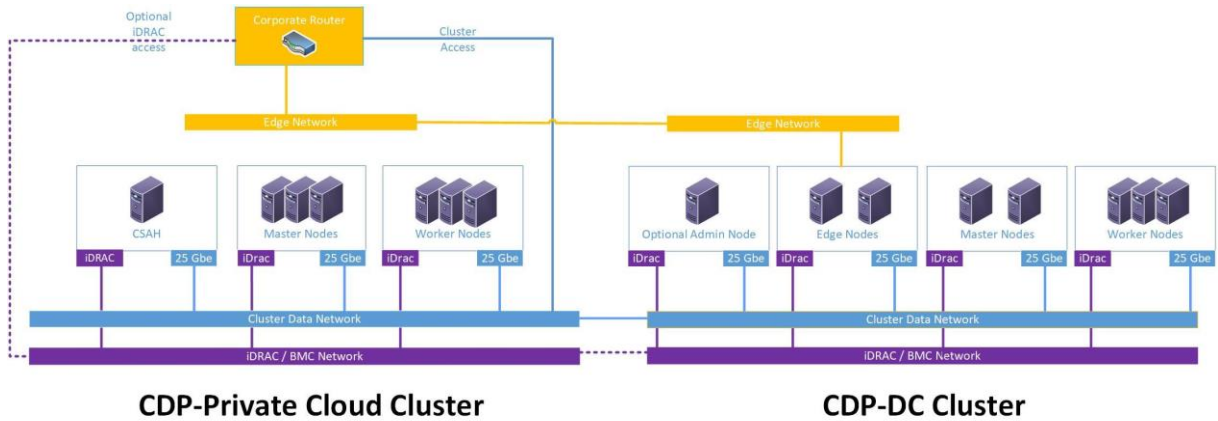 Optional
iDRAC
access
Corporate Router
Cluster
Access
Edge Network
Edge Network
CSAH
Master Nodes
Worker Nodes
Optional Admin Node
Edge Nodes
Master Nodes
Worker Nodes
iDRAC
25 Gbe
iDrac
25 Gbe
iDrac
25 Gbe
iDrac
25 Gbe
iDrac
25 Gbe
iDrac
25 Gbe
iDrac
25 Gbe
Cluster Data Network
Cluster Data Network
iDRAC / BMC Network
iDRAC / BMC Network
CDP-Private Cloud Cluster
CDP-DC Cluster